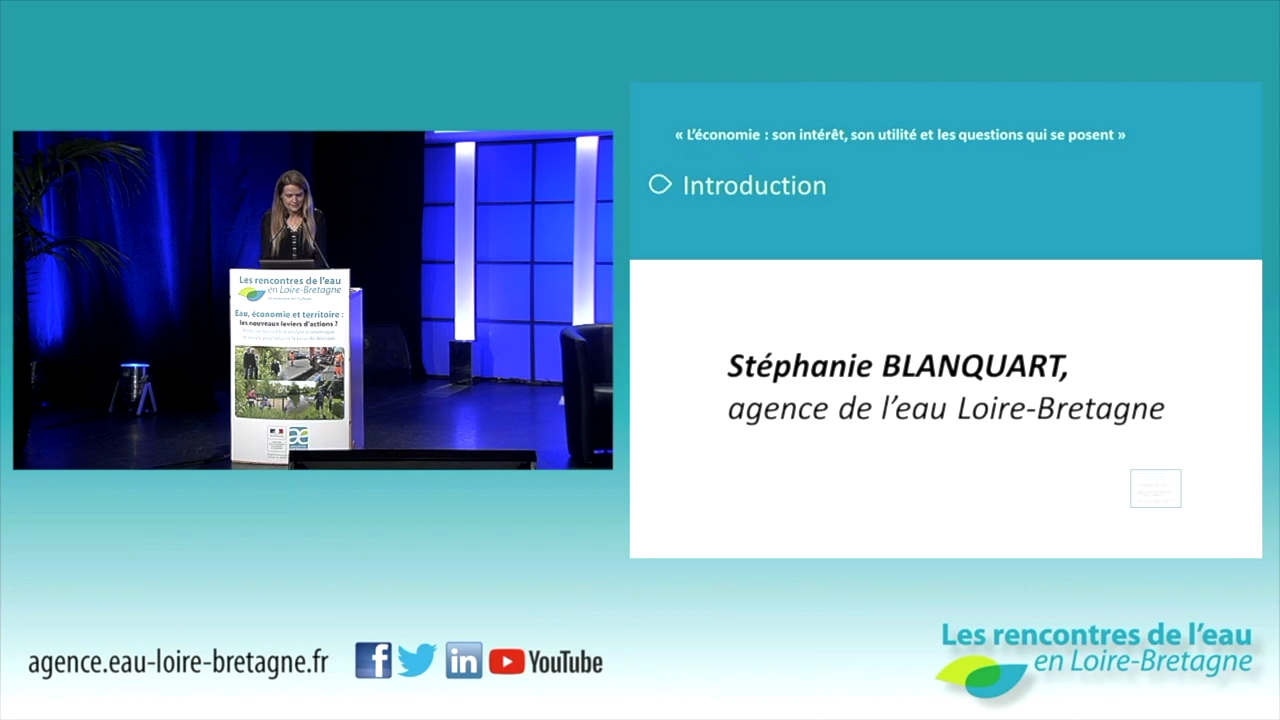 « L'économie : son intérêt, son utilité et les questions qui se posent »
Introduction
Stéphanie BLANQUART,
agence de l'eau Loire-Bretagne
Les rencontres de l'eau
en Loire-Bretagne
Eau, économie et territoire :
les nouveaux leviers d'actions ?
agence.eau-loire-bretagne.fr
YouTube
Les rencontres de l'eau
en Loire-Bretagne